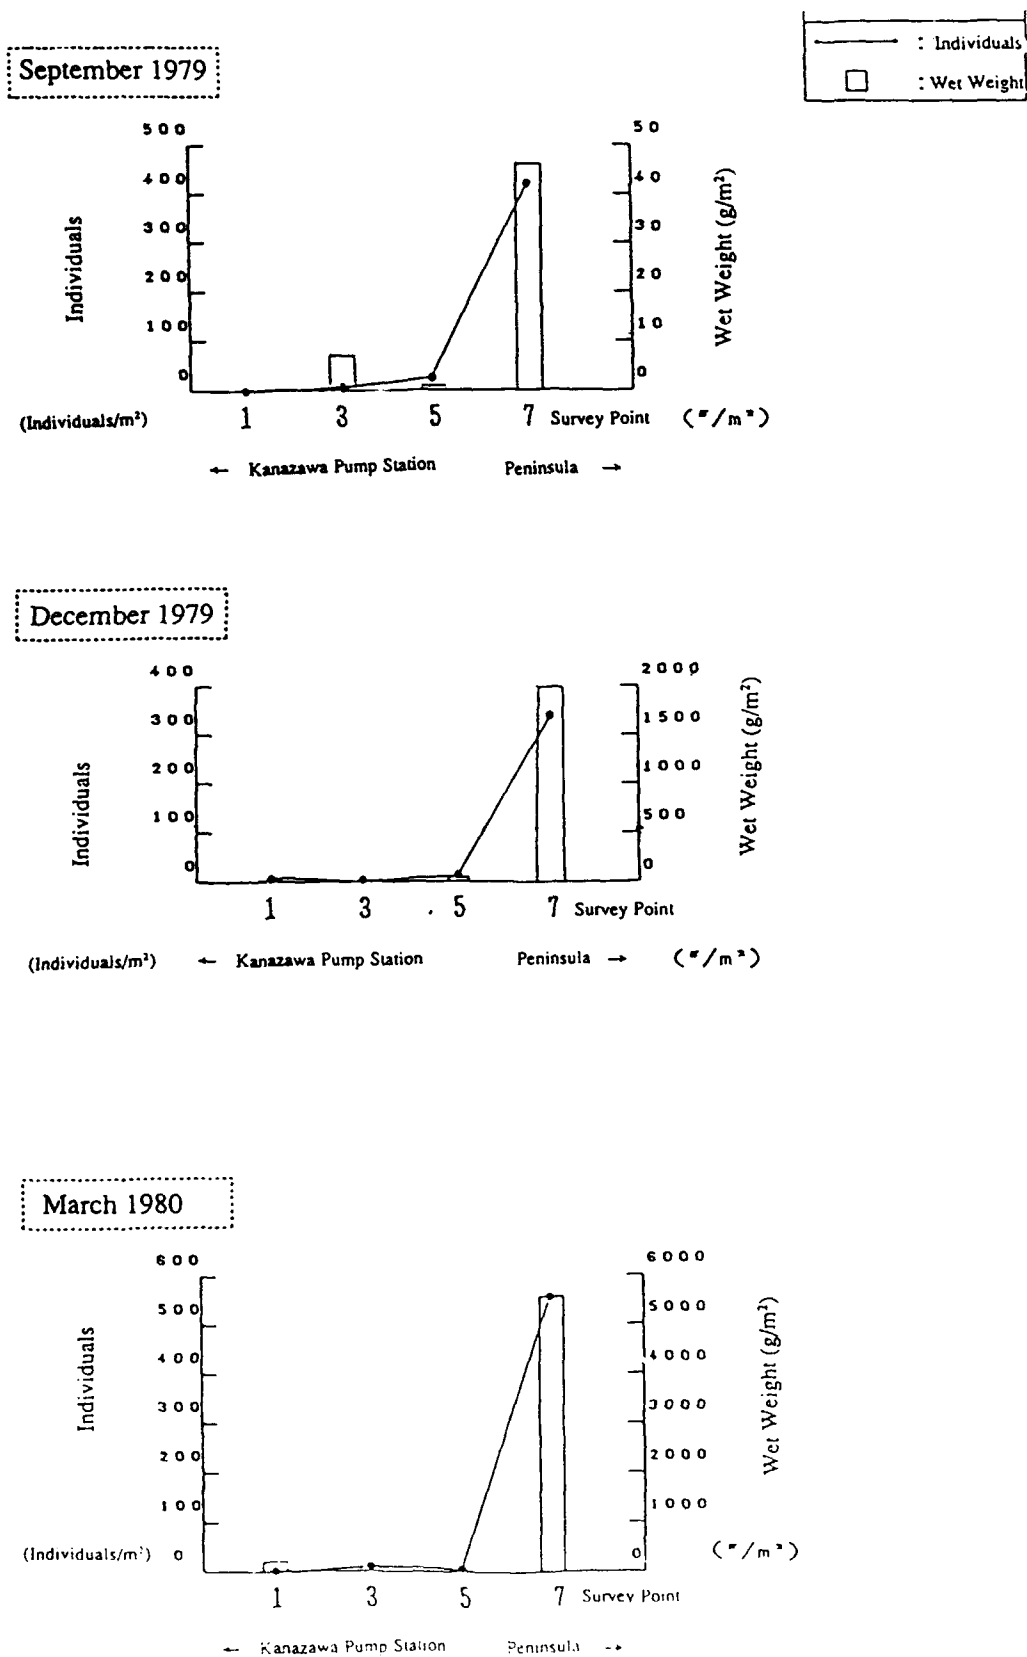 : Individuals
: Wet Weight
September 1979
500
400
300
200
100
0
Individuals
50
40
30
20
10
0
Wet Weight (g/m²)
(Individuals/m²) 1 3 5 7 Survey Point ( /m²)
← Kanazawa Pump Station Peninsula →
December 1979
400
300
200
100
0
Individuals
2000
1500
1000
500
0
Wet Weight (g/m²)
1 3 5 7 Survey Point
(Individuals/m²) ← Kanazawa Pump Station Peninsula → ( /m²)
March 1980
600
500
400
300
200
100
0
Individuals
6000
5000
4000
3000
2000
1000
0
Wet Weight (g/m²)
(Individuals/m²) ( /m²)
1 3 5 7 Survey Point
← Kanazawa Pump Station Peninsula →